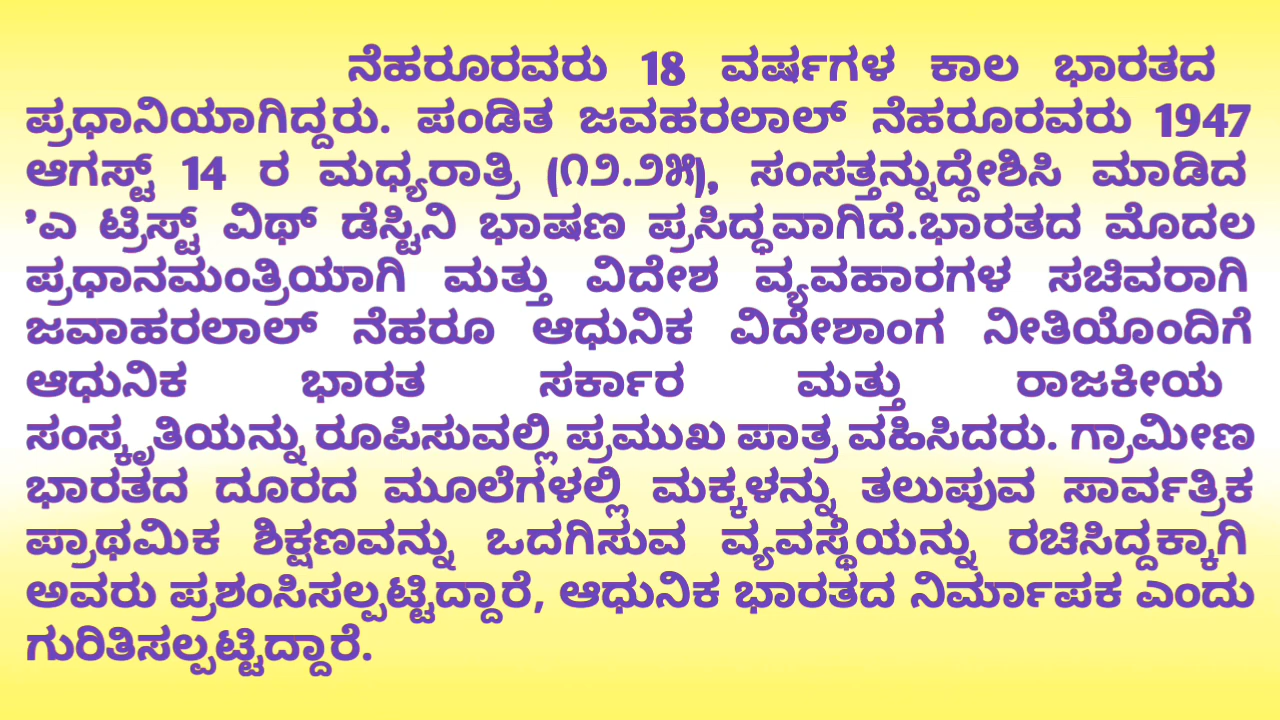 ನೆಹರೂರವರು 18 ವರ್ಷಗಳ ಕಾಲ ಭಾರತದ
ಪ್ರಧಾನಿಯಾಗಿದ್ದರು. ಪಂಡಿತ ಜವಹರಲಾಲ್ ನೆಹರೂರವರು 1947
ಆಗಸ್ಟ್ 14 ರ ಮಧ್ಯರಾತ್ರಿ (೧೨.೨೫), ಸಂಸತ್ತನ್ನುದ್ದೇಶಿಸಿ ಮಾಡಿದ
’ಎ ಟ್ರಿಸ್ಟ್ ವಿಥ್ ಡೆಸ್ಟಿನಿ ಭಾಷಣ ಪ್ರಸಿದ್ಧವಾಗಿದೆ.ಭಾರತದ ಮೊದಲ
ಪ್ರಧಾನಮಂತ್ರಿಯಾಗಿ ಮತ್ತು ವಿದೇಶ ವ್ಯವಹಾರಗಳ ಸಚಿವರಾಗಿ
ಜವಾಹರಲಾಲ್ ನೆಹರೂ ಆಧುನಿಕ ವಿದೇಶಾಂಗ ನೀತಿಯೊಂದಿಗೆ
ಆಧುನಿಕ ಭಾರತ ಸರ್ಕಾರ ಮತ್ತು ರಾಜಕೀಯ
ಸಂಸ್ಕೃತಿಯನ್ನು ರೂಪಿಸುವಲ್ಲಿ ಪ್ರಮುಖ ಪಾತ್ರ ವಹಿಸಿದರು. ಗ್ರಾಮೀಣ
ಭಾರತದ ದೂರದ ಮೂಲೆಗಳಲ್ಲಿ ಮಕ್ಕಳನ್ನು ತಲುಪುವ ಸಾರ್ವತ್ರಿಕ
ಪ್ರಾಥಮಿಕ ಶಿಕ್ಷಣವನ್ನು ಒದಗಿಸುವ ವ್ಯವಸ್ಥೆಯನ್ನು ರಚಿಸಿದ್ದಕ್ಕಾಗಿ
ಅವರು ಪ್ರಶಂಸಿಸಲ್ಪಟ್ಟಿದ್ದಾರೆ, ಆಧುನಿಕ ಭಾರತದ ನಿರ್ಮಾಪಕ ಎಂದು
ಗುರಿತಿಸಲ್ಪಟ್ಟಿದ್ದಾರೆ.